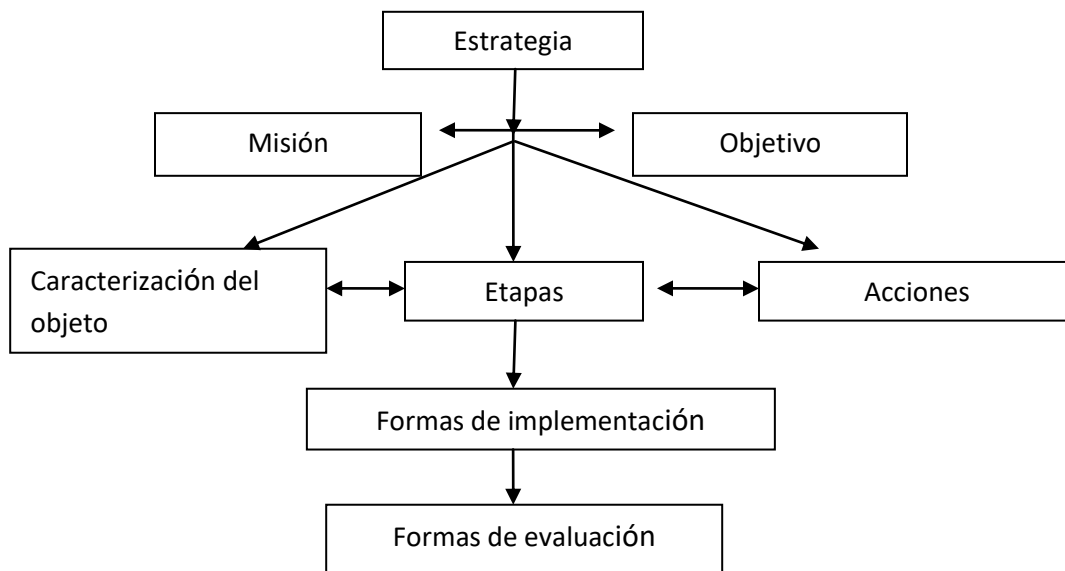 Estrategia
Misión
Objetivo
Caracterización del
objeto
Etapas
Acciones
Formas de implementación
Formas de evaluación